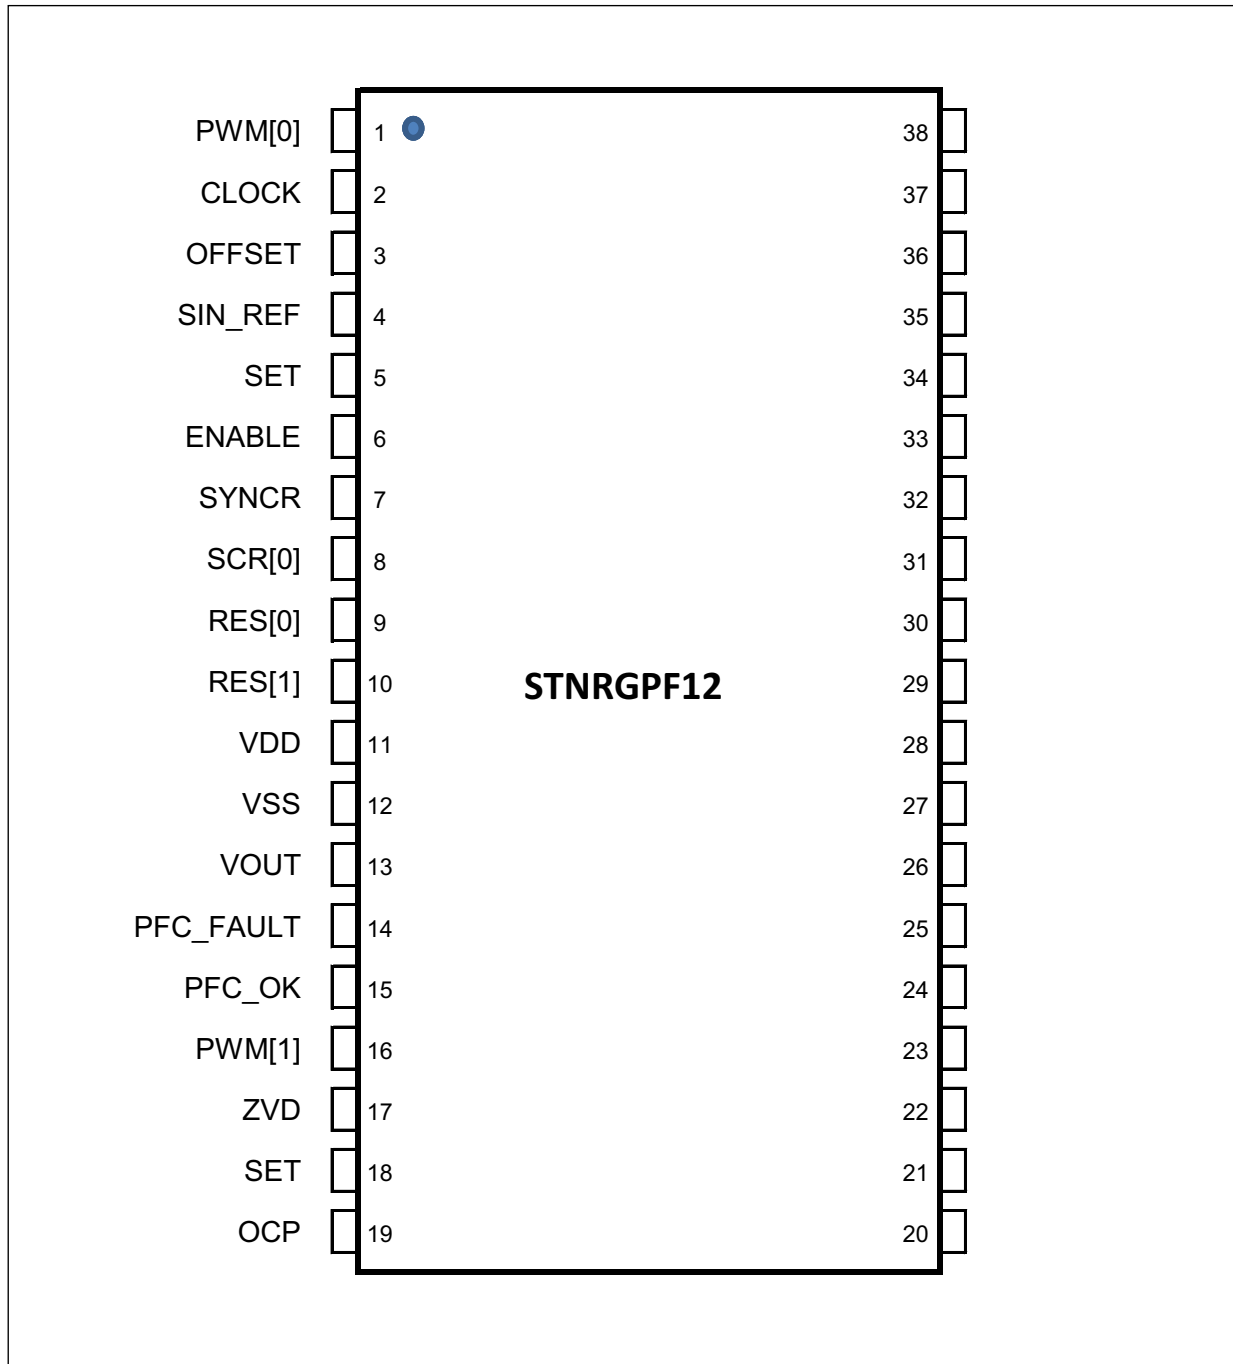 PWM[0] 1 38
CLOCK 2 37
OFFSET 3 36
SIN_REF 4 35
SET 5 34
ENABLE 6 33
SYNCR 7 32
SCR[0] 8 31
RES[0] 9 30
RES[1] 10 STNRGPF12 29
VDD 11 28
VSS 12 27
VOUT 13 26
PFC_FAULT 14 25
PFC_OK 15 24
PWM[1] 16 23
ZVD 17 22
SET 18 21
OCP 19 20